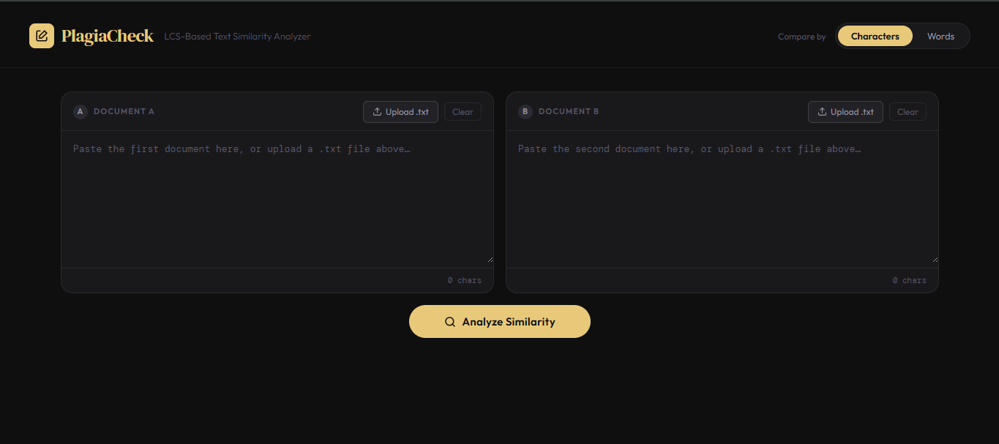 PlagiaCheck LCS-Based Text Similarity Analyzer Compare by Characters Words
A DOCUMENT A Upload .txt Clear
Paste the first document here, or upload a .txt file above…
0 chars
B DOCUMENT B Upload .txt Clear
Paste the second document here, or upload a .txt file above…
0 chars
Analyze Similarity